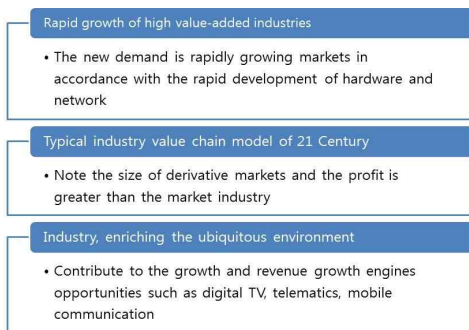 Rapid growth of high value-added industries
• The new demand is rapidly growing markets in
accordance with the rapid development of hardware and
network
Typical industry value chain model of 21 Century
• Note the size of derivative markets and the profit is
greater than the market industry
Industry, enriching the ubiquitous environment
• Contribute to the growth and revenue growth engines
opportunities such as digital TV, telematics, mobile
communication